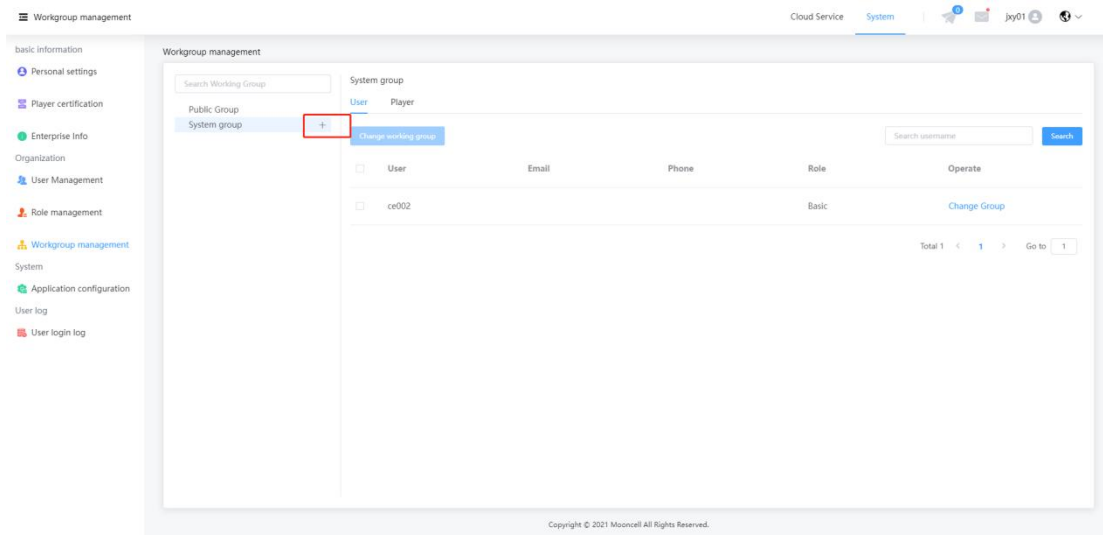 Workgroup management
Cloud Service System 0 jxy01
basic information
Personal settings
Player certification
Enterprise Info
Organization
User Management
Role management
Workgroup management
System
Application configuration
User log
User login log
Workgroup management
Search Working Group
Public Group
System group +
System group
User Player
Change working group
Search username Search
User Email Phone Role Operate
ce002 Basic Change Group
Total 1 < 1 > Go to 1
Copyright © 2021 Mooncell All Rights Reserved.